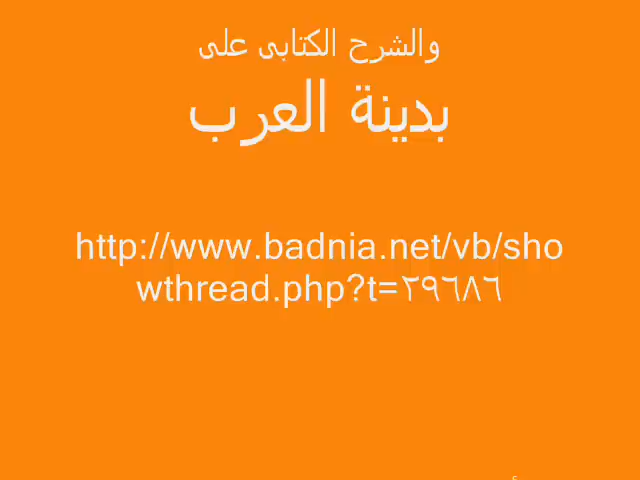 والشرح الكتابى على
بدينة العرب
http://www.badnia.net/vb/sho
wthread.php?t=٢٩٦٨٦